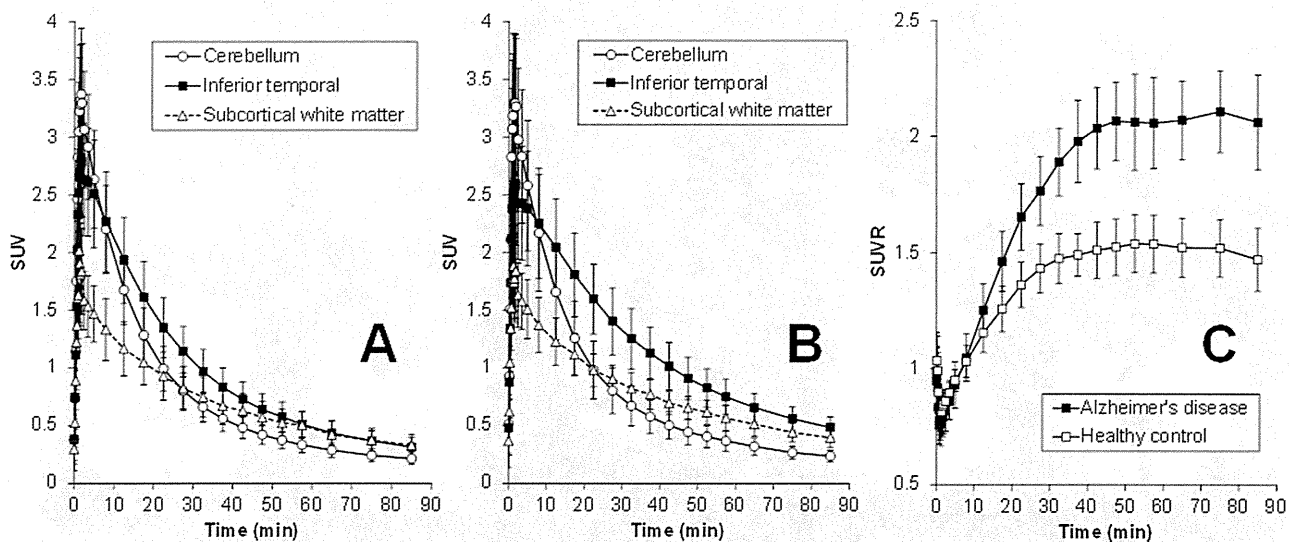 4
3.5
3
2.5
2
1.5
1
0.5
0
SUV
Cerebellum
Inferior temporal
Subcortical white matter
A
0 10 20 30 40 50 60 70 80 90
Time (min)
4
3.5
3
2.5
2
1.5
1
0.5
0
SUV
Cerebellum
Inferior temporal
Subcortical white matter
B
0 10 20 30 40 50 60 70 80 90
Time (min)
2.5
2
1.5
1
0.5
SUVR
C
Alzheimer's disease
Healthy control
0 10 20 30 40 50 60 70 80 90
Time (min)